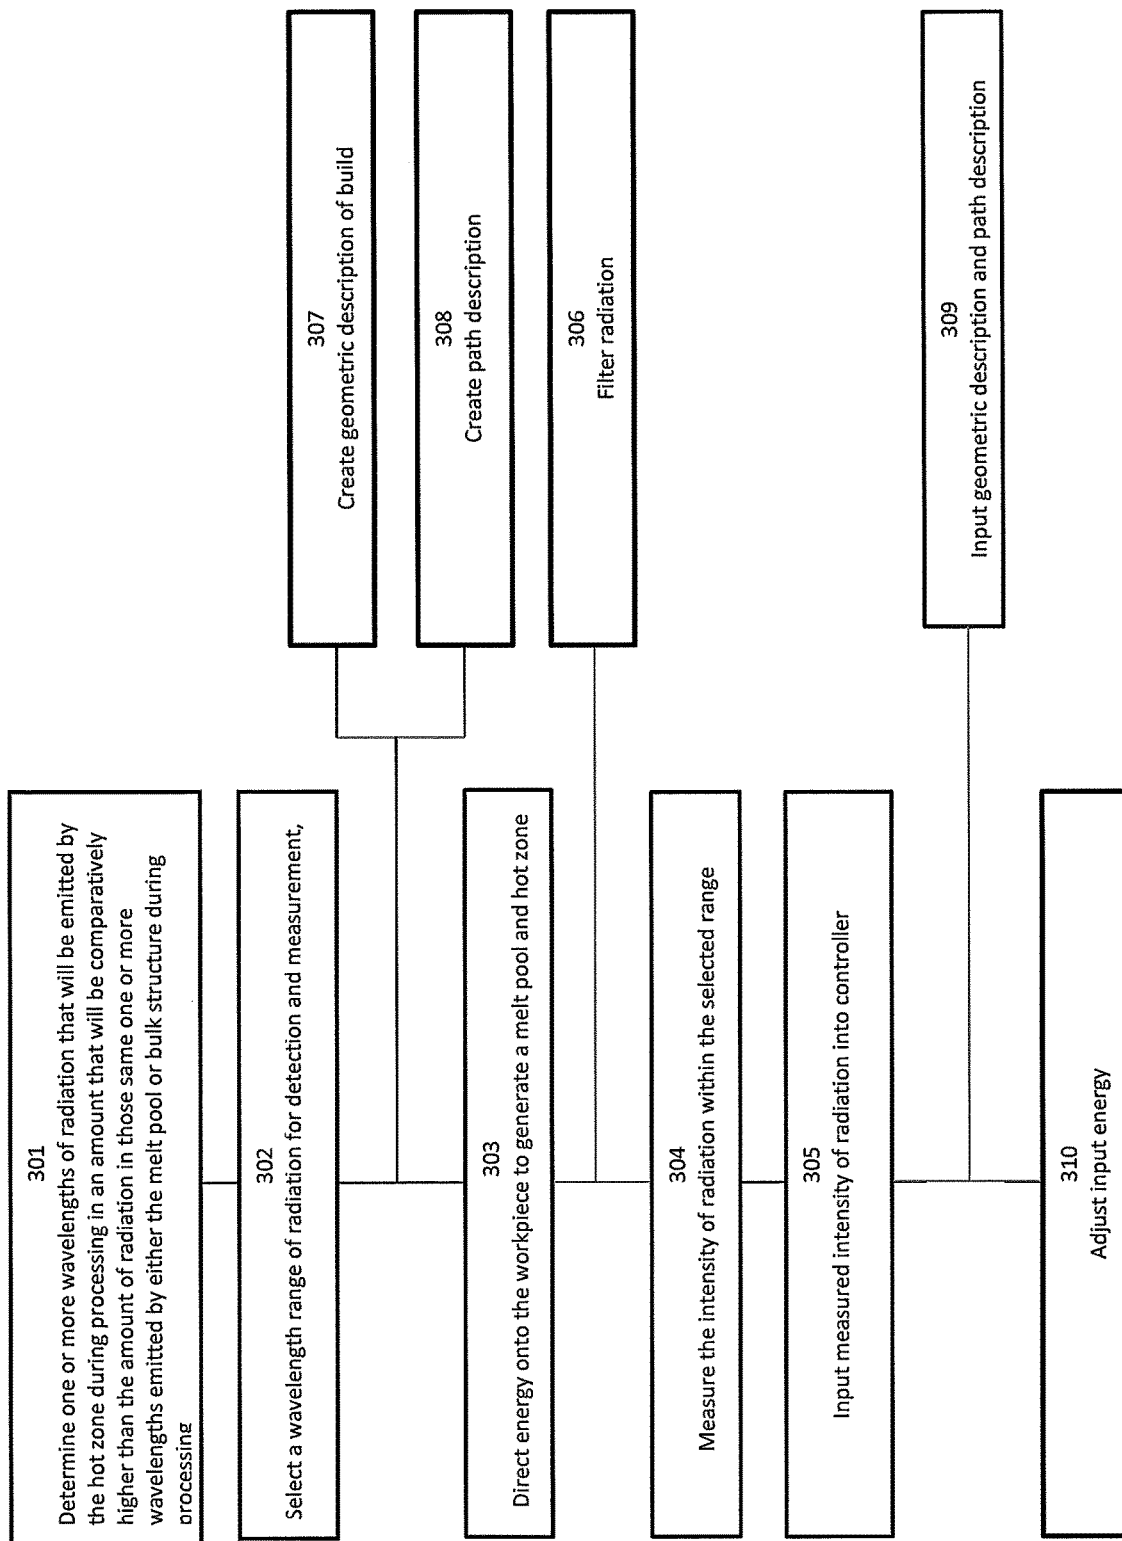 301
Determine one or more wavelengths of radiation that will be emitted by
the hot zone during processing in an amount that will be comparatively
higher than the amount of radiation in those same one or more
wavelengths emitted by either the melt pool or bulk structure during
processing
302
Select a wavelength range of radiation for detection and measurement,
307
Create geometric description of build
308
Create path description
303
Direct energy onto the workpiece to generate a melt pool and hot zone
306
Filter radiation
304
Measure the intensity of radiation within the selected range
305
Input measured intensity of radiation into controller
309
Input geometric description and path description
310
Adjust input energy